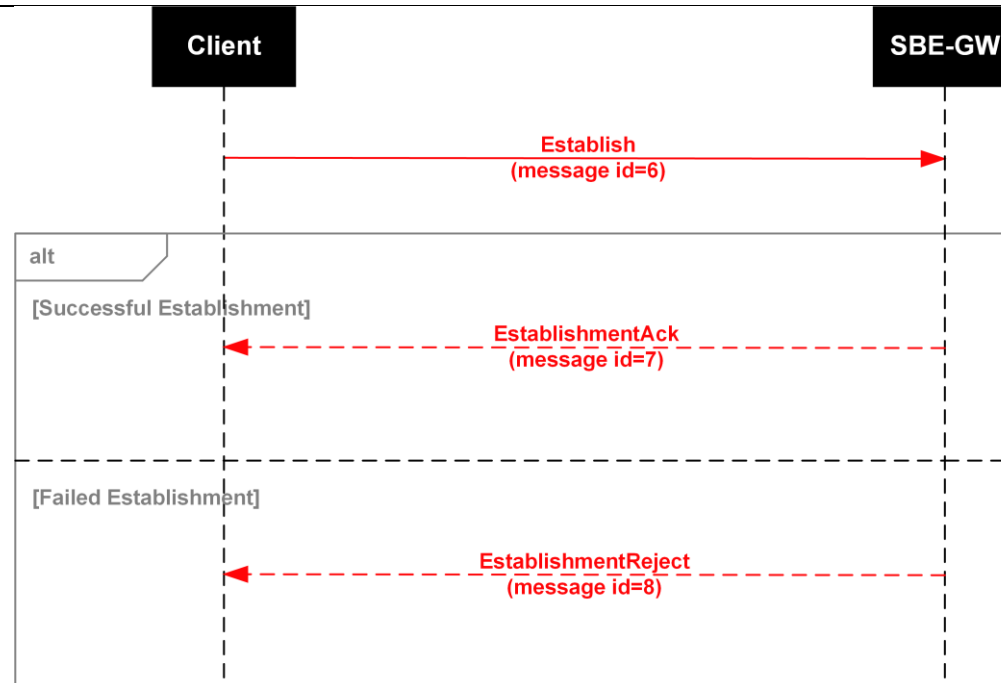 Client
SBE-GW
Establish
(message id=6)
alt
[Successful Establishment]
EstablishmentAck
(message id=7)
[Failed Establishment]
EstablishmentReject
(message id=8)